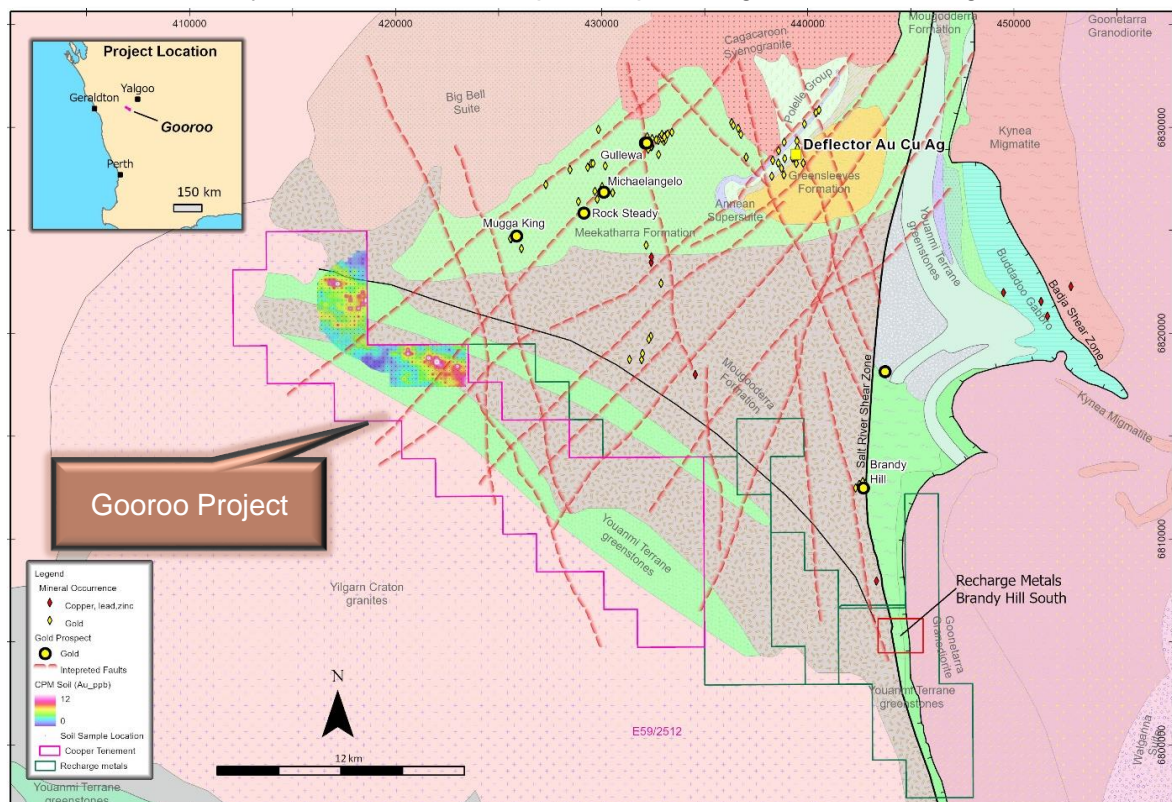 410000
420000
430000
440000
450000
Project Location
Yalgoo
Geraldton
Gooroo
Perth
150 km
Big Bell
Suite
Cagacaroon
Syenogranite
Mougooderra
Formation
Goonetarra
Granodiorite
Polelle Group
6830000
Kynea
Migmatite
Gullewa
Deflector Au Cu Ag
Greensleeves
Formation
Michaelangelo
Rock Steady
Annean
Supersuite
Mugga King
Meekatharra Formation
Youanmi Terrane
greenstones
Buddadoo Gabbro
Badja Shear Zone
6820000
Mougooderra
Formation
Salt River Shear Zone
Kynea Migmatite
Brandy
Hill
Gooroo Project
6810000
Youanmi Terrane
greenstones
Yilgarn Craton
granites
Recharge Metals
Brandy Hill South
Goonetarra
Granodiorite
Youanmi Terrane
greenstones
E59/2512
Walganna
Suite
6800000
N
12 km
Legend
Mineral Occurrence
Copper, lead,zinc
Gold
Gold Prospect
Gold
Intepreted Faults
CPM Soil (Au_ppb)
12
0
Soil Sample Location
Cooper Tenement
Recharge metals
Youanmi Terrane
greenstones